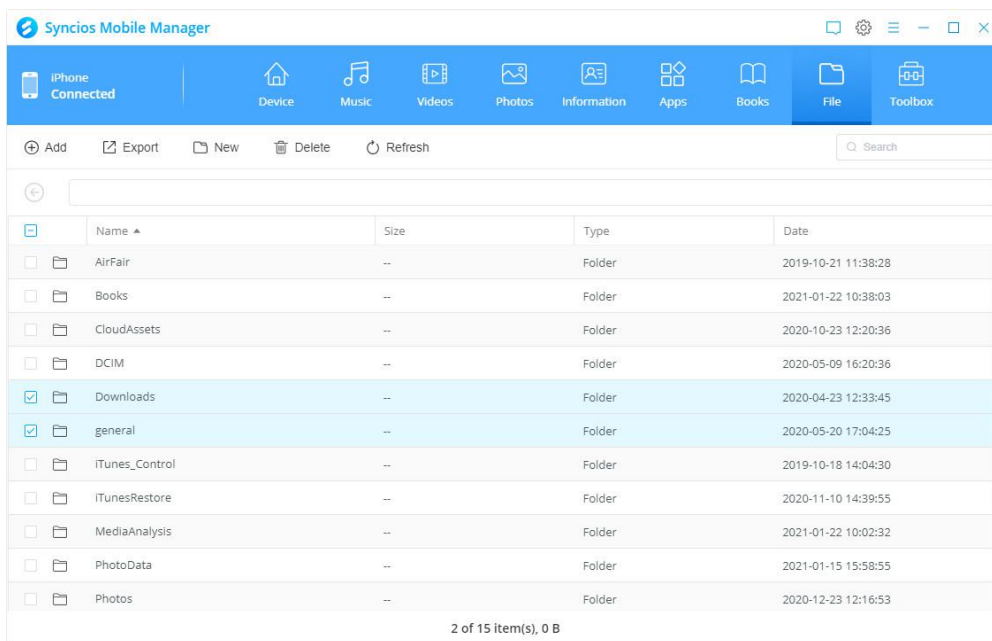 Syncios Mobile Manager
iPhone
Connected
Device Music Videos Photos Information Apps Books File Toolbox
Add Export New Delete Refresh Search
Name Size Type Date
AirFair -- Folder 2019-10-21 11:38:28
Books -- Folder 2021-01-22 10:38:03
CloudAssets -- Folder 2020-10-23 12:20:36
DCIM -- Folder 2020-05-09 16:20:36
Downloads -- Folder 2020-04-23 12:33:45
general -- Folder 2020-05-20 17:04:25
iTunes_Control -- Folder 2019-10-18 14:04:30
iTunesRestore -- Folder 2020-11-10 14:39:55
MediaAnalysis -- Folder 2021-01-22 10:02:32
PhotoData -- Folder 2021-01-15 15:58:55
Photos -- Folder 2020-12-23 12:16:53
2 of 15 item(s), 0 B